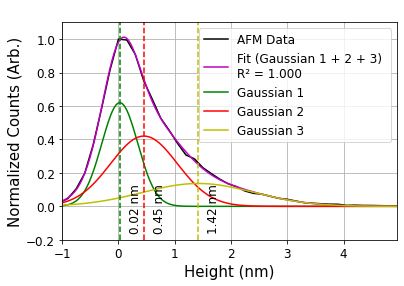 Normalized Counts (Arb.)
1.0
0.8
0.6
0.4
0.2
0.0
−0.2
AFM Data
Fit (Gaussian 1 + 2 + 3)
R² = 1.000
Gaussian 1
Gaussian 2
Gaussian 3
0.02 nm
0.45 nm
1.42 nm
−1
0
1
2
3
4
Height (nm)